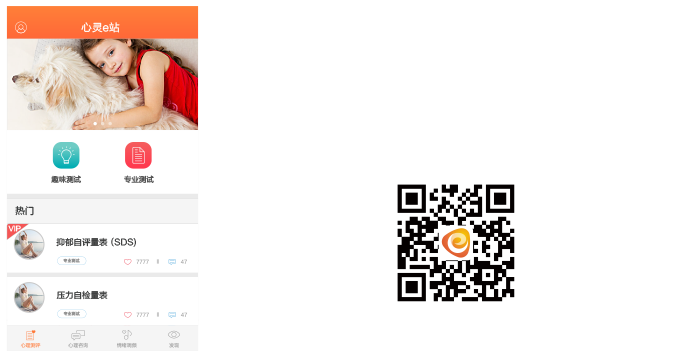 心灵e站
趣味测试
专业测试
热门
VIP
抑郁自评量表 (SDS)
专业测试
7777
47
压力自检量表
专业测试
7777
47
心理测评
心理咨询
情绪观察
发现